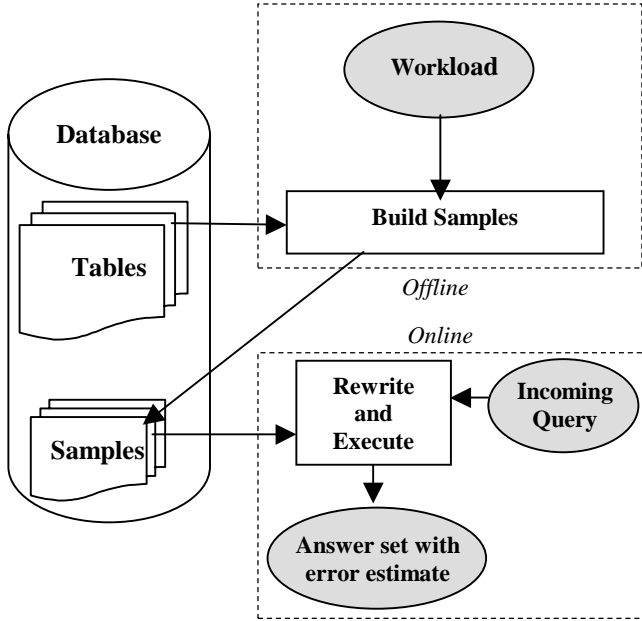 Workload
Database
Build Samples
Tables
Offline
Online
Rewrite
and
Execute
Incoming
Query
Samples
Answer set with
error estimate